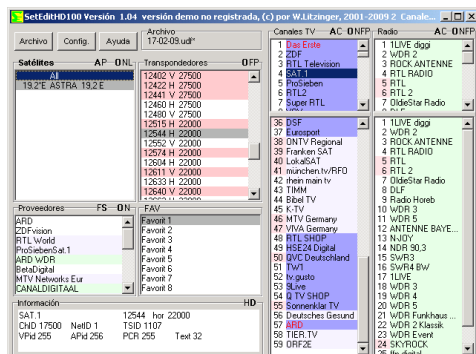 SetEditHD100 Versión 1.04 versión demo no registrada, (c) por W.Litzinger, 2001-2009 2 Canale...
Archivo
Config.
Ayuda
Archivo
17-02-09.udf*
Satélites AP ONL
All
19,2°E ASTRA 19,2 E
Transpondedores OFP
12402 V 27500
12422 H 27500
12441 V 27500
12460 H 27500
12480 V 27500
12515 H 22000
12544 H 22000
12552 V 22000
12574 H 22000
12604 H 22000
12611 V 22000
12633 H 22000
12640 V 22000
Proveedores FS ON
ARD
ZDFvision
RTL World
ProSiebenSat.1
ARD WDR
BetaDigital
MTV Networks Eur
CANALDIGITAAL
FAV
Favorit 1
Favorit 2
Favorit 3
Favorit 4
Favorit 5
Favorit 6
Favorit 7
Favorit 8
Información HD
SAT.1 12544 hor 22000
CND 17500 NetID 1 TSID 1107
VPid 255 APid 256 PCR 255 Text 32
Canales TV AC ONFP
1 Das Erste
2 ZDF
3 RTL Television
4 SAT.1
5 ProSieben
6 RTL2
7 Super RTL
36 DSF
37 Eurosport
38 ONTV Regional
39 Franken SAT
40 LokalSAT
41 münchen.tv/RFO
42 rhein main tv
43 TIMM
44 Bibel TV
45 K-TV
46 MTV Germany
47 VIVA Germany
48 RTL SHOP
49 HSE24 Digital
50 QVC Deutschland
51 TW1
52 tv.gusto
53 9Live
54 Q TV SHOP
55 Sonnenklar TV
56 Deutsches Gesund
57 ARD
58 TIER.TV
59 ORF2E
Radio AC ONFP
1 1LIVE diggi
2 WDR 2
3 ROCK ANTENNE
4 RTL RADIO
5 RTL
6 RTL 2
7 OldieStar Radio
1 1LIVE diggi
2 WDR 2
3 ROCK ANTENNE
4 RTL RADIO
5 RTL
6 RTL 2
7 OldieStar Radio
8 DLF
9 Radio Horeb
10 WDR 3
11 WDR 5
12 ANTENNE BAYE...
13 N-JOY
14 NDR 90,3
15 SWR3
16 SWR4 BW
17 1LIVE
18 WDR 3
19 WDR 4
20 WDR 5
21 WDR Funkhaus ...
22 WDR 2 Klassik
23 WDR Event
24 SKYROCK